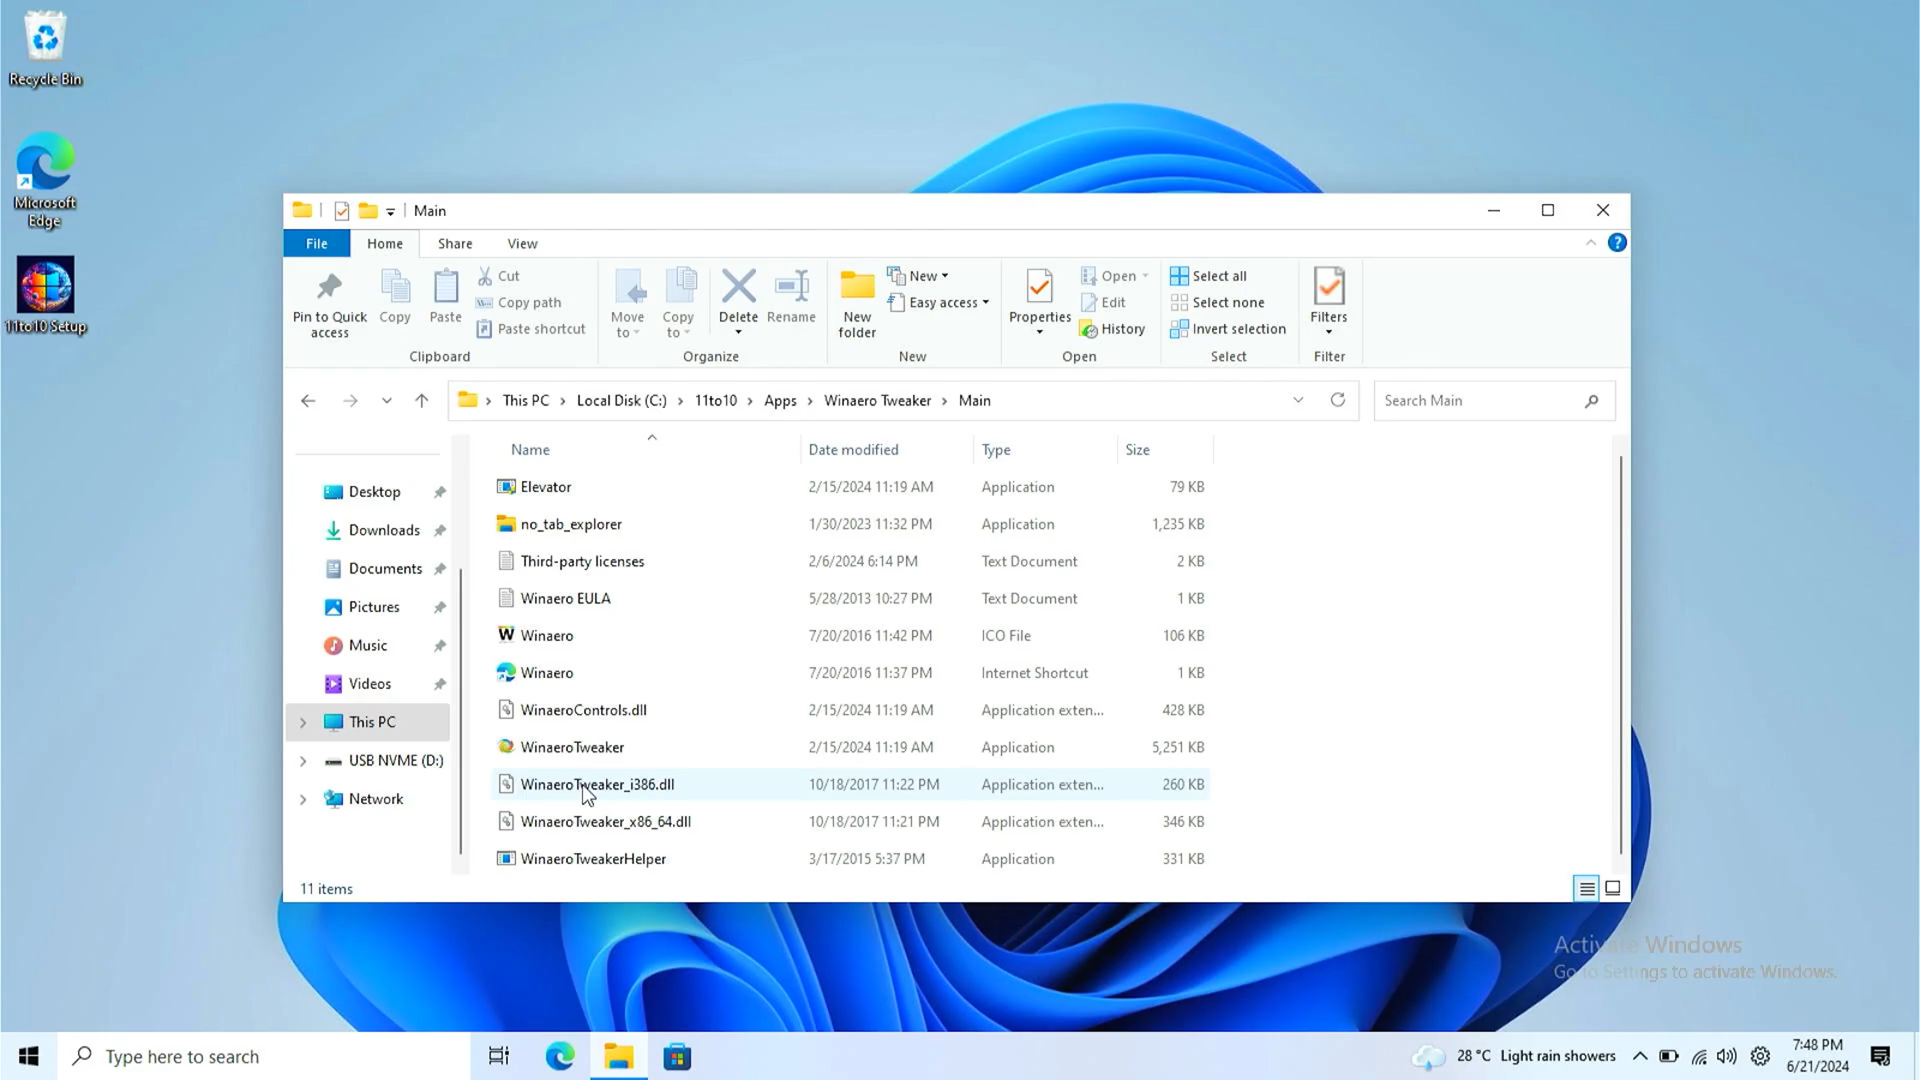 Recycle Bin
Microsoft
Edge
11to10 Setup
Main
File Home Share View
Pin to Quick
access
Copy
Paste
Cut
Copy path
Paste shortcut
Clipboard
Move
to
Copy
to
Delete
Rename
Organize
New
folder
New
Easy access
New
Properties
Open
Edit
History
Open
Select all
Select none
Invert selection
Select
Filters
Filter
This PC Local Disk (C:) 11to10 Apps Winaero Tweaker Main
Search Main
Desktop
Downloads
Documents
Pictures
Music
Videos
This PC
USB NVME (D:)
Network
Name Date modified Type Size
Elevator 2/15/2024 11:19 AM Application 79 KB
no_tab_explorer 1/30/2023 11:32 PM Application 1,235 KB
Third-party licenses 2/6/2024 6:14 PM Text Document 2 KB
Winaero EULA 5/28/2013 10:27 PM Text Document 1 KB
W Winaero 7/20/2016 11:42 PM ICO File 106 KB
Winaero 7/20/2016 11:37 PM Internet Shortcut 1 KB
WinaeroControls.dll 2/15/2024 11:19 AM Application exten... 428 KB
WinaeroTweaker 2/15/2024 11:19 AM Application 5,251 KB
WinaeroTweaker_i386.dll 10/18/2017 11:22 PM Application exten... 260 KB
WinaeroTweaker_x86_64.dll 10/18/2017 11:21 PM Application exten... 346 KB
WinaeroTweakerHelper 3/17/2015 5:37 PM Application 331 KB
11 items
Activate Windows
Go to Settings to activate Windows.
Type here to search
28°C Light rain showers
7:48 PM
6/21/2024